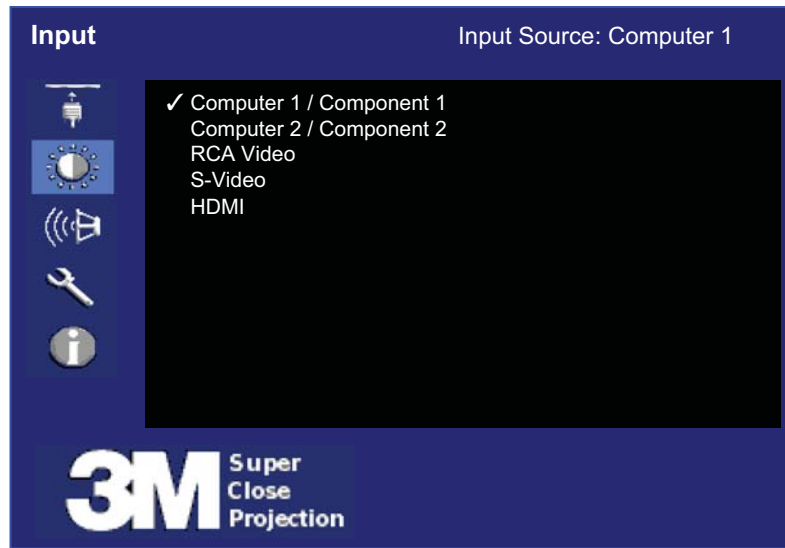 Input
Input Source: Computer 1
✓ Computer 1 / Component 1
Computer 2 / Component 2
RCA Video
S-Video
HDMI
3M Super
Close
Projection